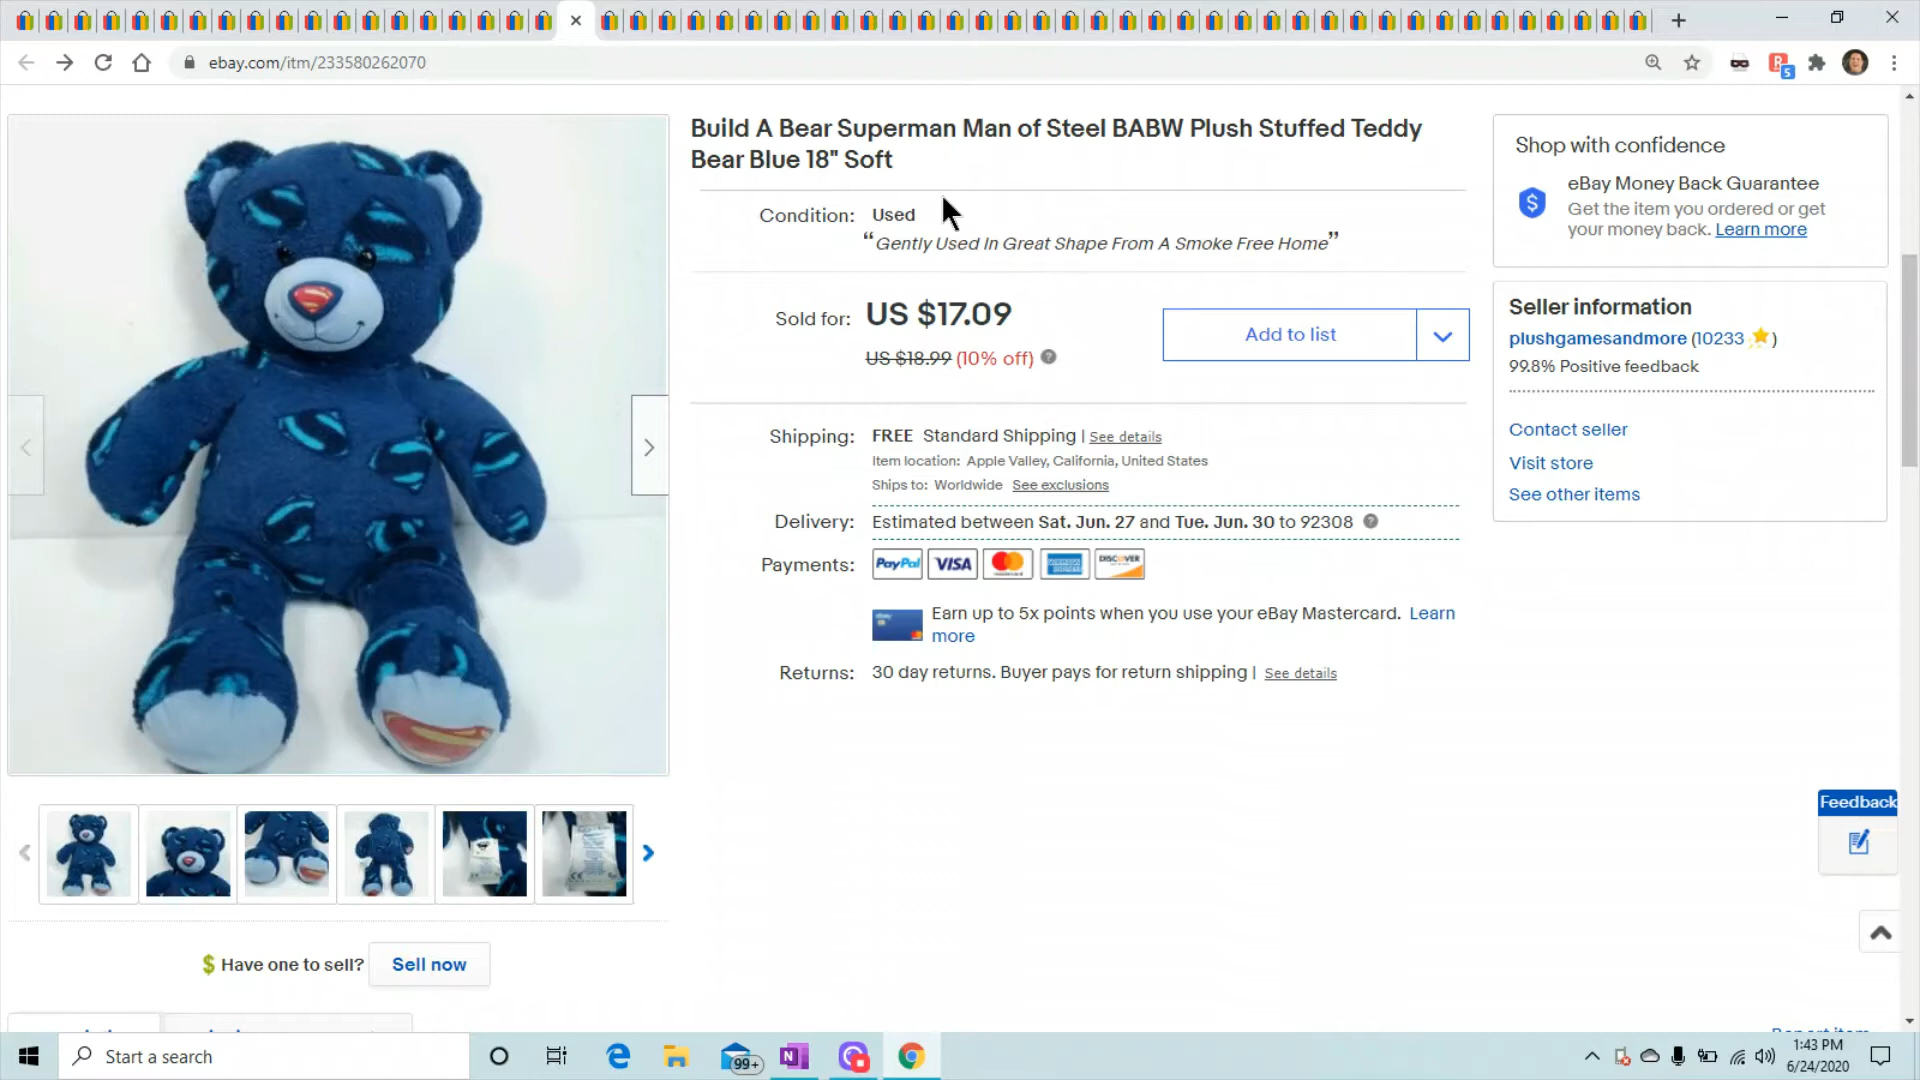 ebay.com/itm/233580262070
5
Build A Bear Superman Man of Steel BABW Plush Stuffed Teddy
Bear Blue 18" Soft
Condition: Used
“Gently Used In Great Shape From A Smoke Free Home”
Sold for: US $17.09
US $18.99 (10% off)
Add to list
Shipping: FREE Standard Shipping | See details
Item location: Apple Valley, California, United States
Ships to: Worldwide See exclusions
Delivery: Estimated between Sat. Jun. 27 and Tue. Jun. 30 to 92308
Payments: PayPal VISA DISCOVER
Earn up to 5x points when you use your eBay Mastercard. Learn
more
Returns: 30 day returns. Buyer pays for return shipping | See details
Shop with confidence
eBay Money Back Guarantee
Get the item you ordered or get
your money back. Learn more
Seller information
plushgamesandmore (10233)
99.8% Positive feedback
Contact seller
Visit store
See other items
Feedback
Have one to sell? Sell now
Report item
Start a search
99+
1:43 PM
6/24/2020